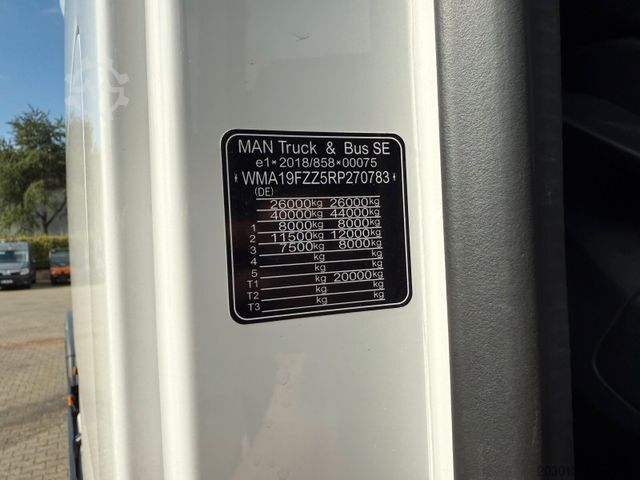 MAN Truck & Bus SE
e1*2018/858*00075
*WMA19FZZ5RP270783*
(DE)
26000kg 26000kg
40000kg 44000kg
1 8000kg 8000kg
2 11500kg 12000kg
3 7500kg 8000kg
4 kg kg
5 kg kg
T1 kg 20000kg
T2 kg kg
T3 kg kg